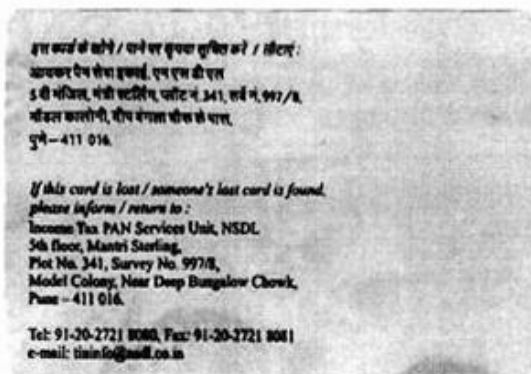 इस कार्ड के खोने / पाने पर कृपया सूचित करें / लौटाएं :
आयकर पैन सेवा इकाई, एन एस डी एल
5 वी मंजिल, मंत्री स्टर्लिंग, प्लॉट नं. 341, सर्वे नं. 997/8,
मॉडल कालोनी, दीप बंगला चौक के पास,
पुणे – 411 016.
If this card is lost / someone's lost card is found,
please inform / return to :
Income Tax PAN Services Unit, NSDL
5th floor, Mantri Sterling,
Plot No. 341, Survey No. 997/8,
Model Colony, Near Deep Bungalow Chowk,
Pune – 411 016.
Tel: 91-20-2721 8080, Fax: 91-20-2721 8081
e-mail: tininfo@nsdl.co.in